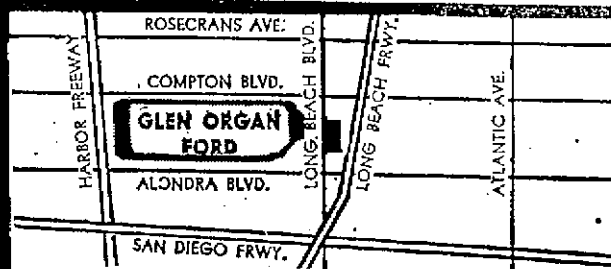 ROSECRANS AVE.
COMPTON BLVD.
GLEN ORGAN
FORD
ALONDRA BLVD.
SAN DIEGO FRWY.
HARBOR FREEWAY
LONG BEACH BLVD.
LONG BEACH FRWY.
ATLANTIC AVE.